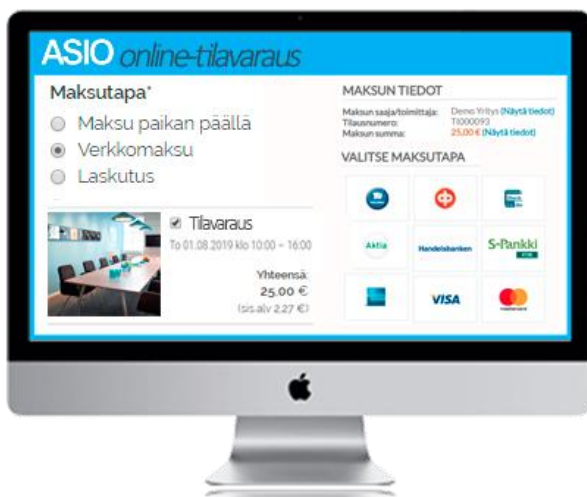 ASIO online-tilavaraus
Maksutapa*
Maksu paikan päällä
Verkkomaksu
Laskutus
Tilavaraus
To 01.08.2019 klo 10:00 - 16:00
Yhteensä:
25.00 €
(sis.alv 2.27 €)
MAKSUN TIEDOT
Maksun saaja/toimittaja: Demo Yritys (Näytä tiedot)
Tilausnumero: TI000093
Maksun summa: 25,00 € (Näytä tiedot)
VALITSE MAKSUTAPA
Aktia
Handelsbanken
S-Pankki
VISA
mastercard